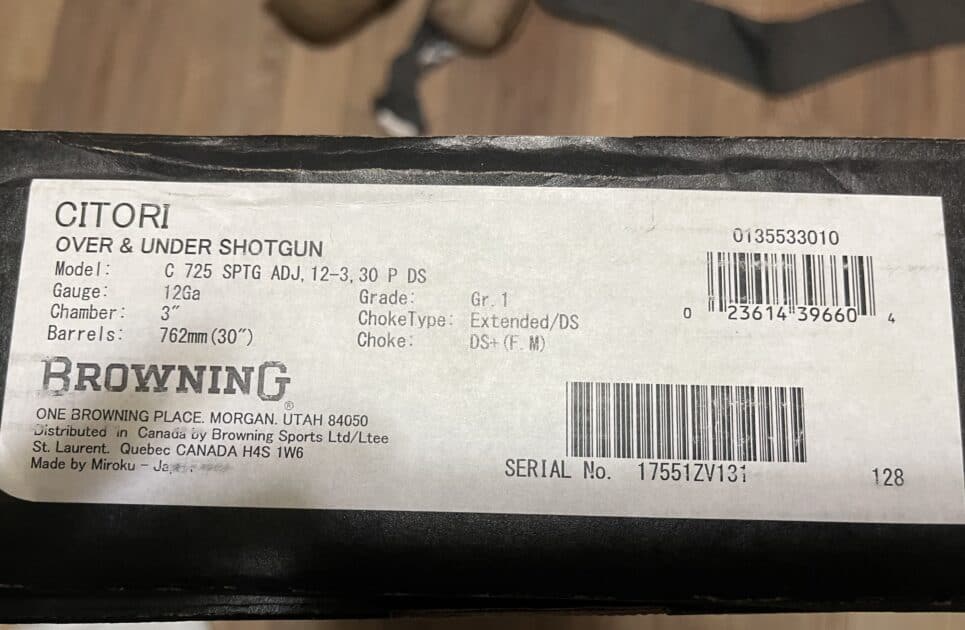 CITORI
OVER & UNDER SHOTGUN
Model: C 725 SPTG ADJ, 12-3, 30 P DS
Gauge: 12Ga
Chamber: 3"
Barrels: 762mm(30")
Grade: Gr. 1
ChokeType: Extended/DS
Choke: DS+(F. M)
BROWNING®
ONE BROWNING PLACE. MORGAN. UTAH 84050
Distributed in Canada by Browning Sports Ltd/Ltee
St. Laurent. Quebec CANADA H4S 1W6
Made by Miroku -
0135533010
0 23614 39660 4
SERIAL No. 17551ZV131
128